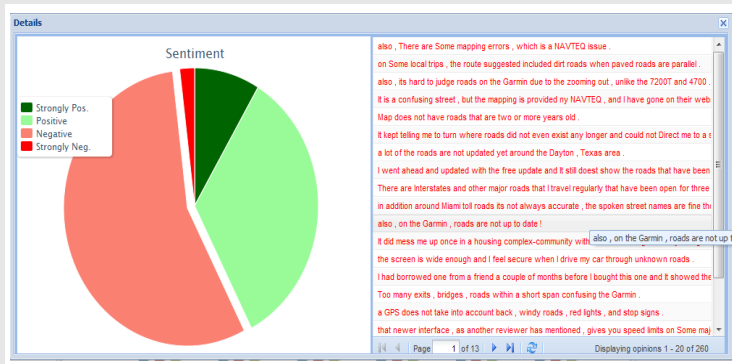 Details
Sentiment
Strongly Pos.
Positive
Negative
Strongly Neg.
also , There are Some mapping errors , which is a NAVTEQ issue .
on Some local trips , the route suggested included dirt roads when paved roads are parallel .
also , its hard to judge roads on the Garmin due to the zooming out , unlike the 7200T and 4700 .
It is a confusing street , but the mapping is provided ny NAVTEQ , and I have gone on their web
Map does not have roads that are two or more years old .
It kept telling me to turn where roads did not even exist any longer and could not Direct me to a s
a lot of the roads are not updated yet around the Dayton , Texas area .
I went ahead and updated with the free update and It still doest show the roads that have been
There are Interstates and other major roads that I travel regularly that have been open for three
in addition around Miami toll roads its not always accurate , the spoken street names are fine tho
also , on the Garmin , roads are not up to date !
It did mess me up once in a housing complex-community with
also , on the Garmin , roads are not up t
the screen is wide enough and I feel secure when I drive my car through unknown roads .
I had borrowed one from a friend a couple of months before I bought this one and It showed the
Too many exits , bridges , roads within a short span confusing the Garmin .
a GPS does not take into account back , windy roads , red lights , and stop signs .
that newer interface , as another reviewer has mentioned , gives you speed limits on Some maj
Page 1 of 13
Displaying opinions 1 - 20 of 260